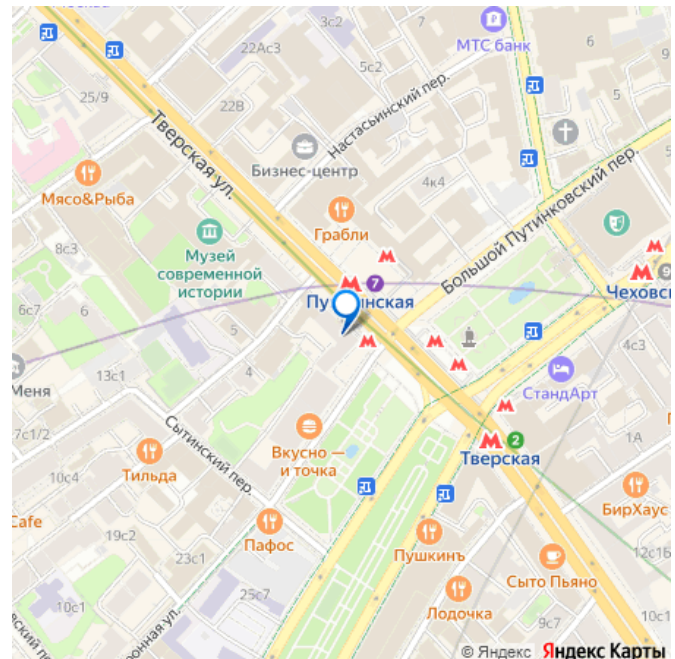 3с2
6
МТС банк
22Ас3
9
5с2
25/9
22В
Настасьинский пер.
Тверская ул.
Бизнес-центр
4к4
Большой Путинковский пер.
Мясо&Рыба
Грабли
8с3
Музей
современной
истории
7
9
Чеховск
6с7
6
5
Меня
4
13с1
СтандАрт
7с1/2
Сытинский пер.
2
1А
Вкусно —
и точка
Тверская
10с4
Тильда
БирХаус
Cafe
19с2
Пафос
Пушкинъ
12с1Б
23с1
Сыто Пьяно
10с1
25с7
Лодочка
10с1
9с7
© Яндекс Яндекс Карты